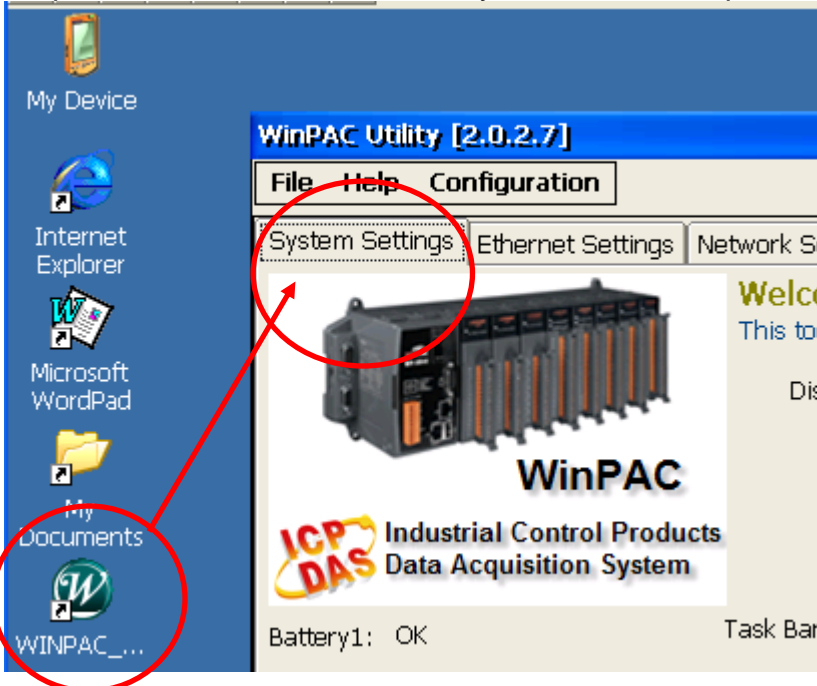 My Device
Internet
Explorer
Microsoft
WordPad
My
Documents
WINPAC_...
WinPAC Utility [2.0.2.7]
File Help Configuration
System Settings Ethernet Settings Network S
Welc
This to
Dis
WinPAC
ICP
DAS
Industrial Control Products
Data Acquisition System
Battery1: OK
Task Bar